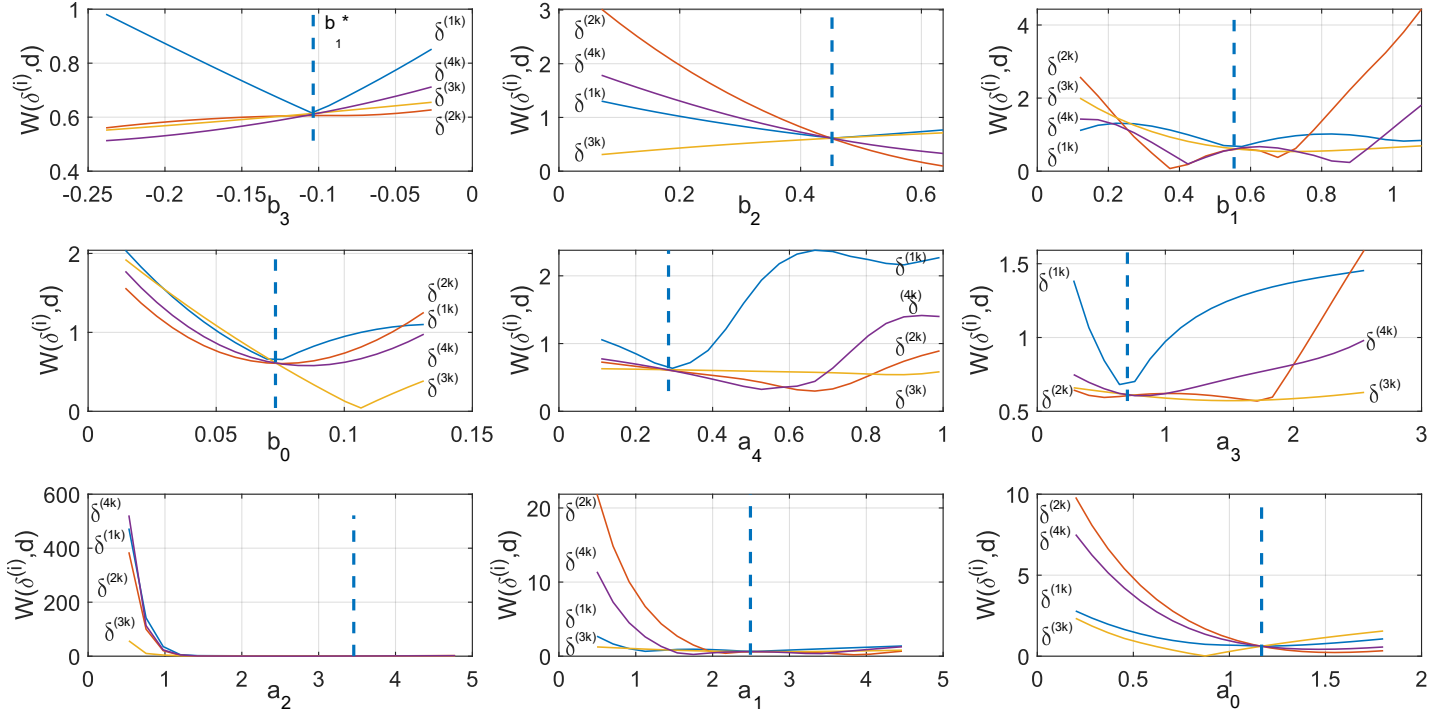 W(δ^(i),d)
1
0.8
0.6
0.4
b*
1
δ^(1k)
δ^(4k)
δ^(3k)
δ^(2k)
-0.25 -0.2 -0.15 -0.1 -0.05 0
b_3
W(δ^(i),d)
3
2
1
0
δ^(2k)
δ^(4k)
δ^(1k)
δ^(3k)
0 0.2 0.4 0.6
b_2
W(δ^(i),d)
4
2
0
δ^(2k)
δ^(3k)
δ^(4k)
δ^(1k)
0 0.2 0.4 0.6 0.8 1
b_1
W(δ^(i),d)
2
1
0
δ^(2k)
δ^(1k)
δ^(4k)
δ^(3k)
0 0.05 0.1 0.15
b_0
W(δ^(i),d)
2
1
0
δ^(1k)
δ^(4k)
δ^(2k)
δ^(3k)
0 0.2 0.4 0.6 0.8 1
a_4
W(δ^(i),d)
1.5
1
0.5
δ^(1k)
δ^(4k)
δ^(2k)
δ^(3k)
0 1 2 3
a_3
W(δ^(i),d)
600
400
200
0
δ^(4k)
δ^(1k)
δ^(2k)
δ^(3k)
0 1 2 3 4 5
a_2
W(δ^(i),d)
20
10
0
δ^(2k)
δ^(4k)
δ^(1k)
δ^(3k)
0 1 2 3 4 5
a_1
W(δ^(i),d)
10
5
0
δ^(2k)
δ^(4k)
δ^(1k)
δ^(3k)
0 0.5 1 1.5 2
a_0